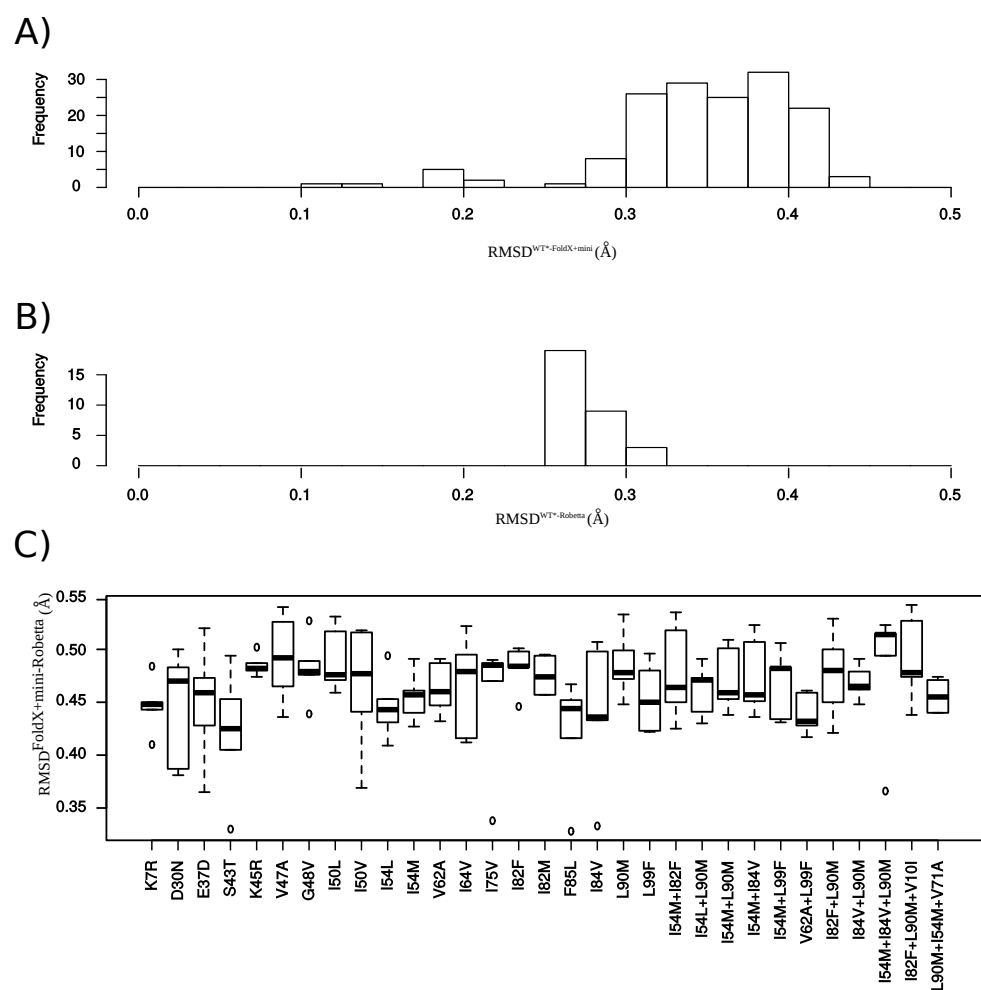 A)
Frequency
30
20
10
0
0.0 0.1 0.2 0.3 0.4 0.5
RMSD^WT*-FoldX+mini (Å)
B)
Frequency
15
10
5
0
0.0 0.1 0.2 0.3 0.4 0.5
RMSD^WT*-Robetta (Å)
C)
RMSD^FoldX+mini-Robetta (Å)
0.55
0.50
0.45
0.40
0.35
K7R
D30N
E37D
S43T
K45R
V47A
G48V
I50L
I50V
I54L
I54M
V62A
I64V
I75V
I82F
I82M
F85L
I84V
L90M
L99F
I54M+I82F
I54L+L90M
I54M+L90M
I54M+I84V
I54M+L99F
V62A+L99F
I82F+L90M
I84V+L90M
I54M+I84V+L90M
I82F+L90M+V10I
L90M+I54M+V71A